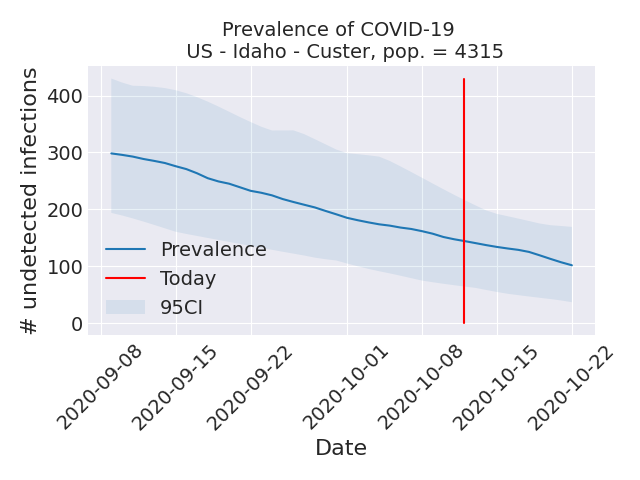 Prevalence of COVID-19
US - Idaho - Custer, pop. = 4315
# undetected infections
400
300
200
100
0
Prevalence
Today
95CI
2020-09-08
2020-09-15
2020-09-22
2020-10-01
2020-10-08
2020-10-15
2020-10-22
Date